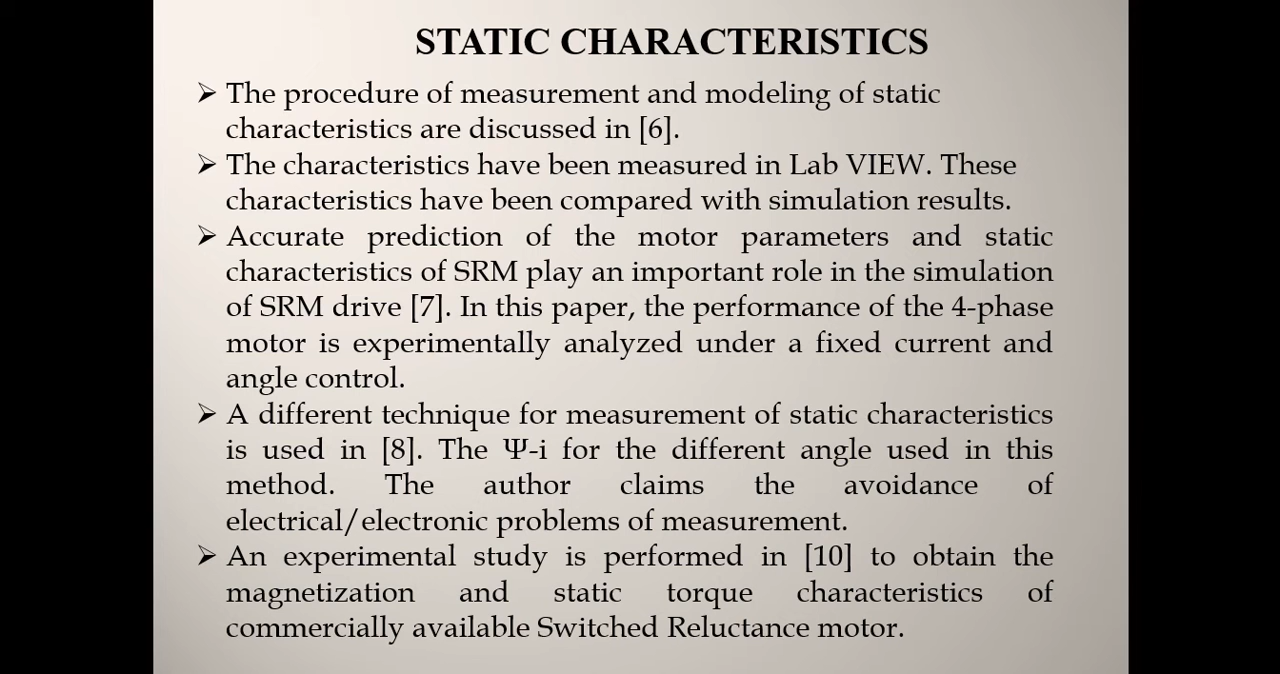 STATIC CHARACTERISTICS
➢ The procedure of measurement and modeling of static
characteristics are discussed in [6].
➢ The characteristics have been measured in Lab VIEW. These
characteristics have been compared with simulation results.
➢ Accurate prediction of the motor parameters and static
characteristics of SRM play an important role in the simulation
of SRM drive [7]. In this paper, the performance of the 4-phase
motor is experimentally analyzed under a fixed current and
angle control.
➢ A different technique for measurement of static characteristics
is used in [8]. The Ψ-i for the different angle used in this
method. The author claims the avoidance of
electrical/electronic problems of measurement.
➢ An experimental study is performed in [10] to obtain the
magnetization and static torque characteristics of
commercially available Switched Reluctance motor.